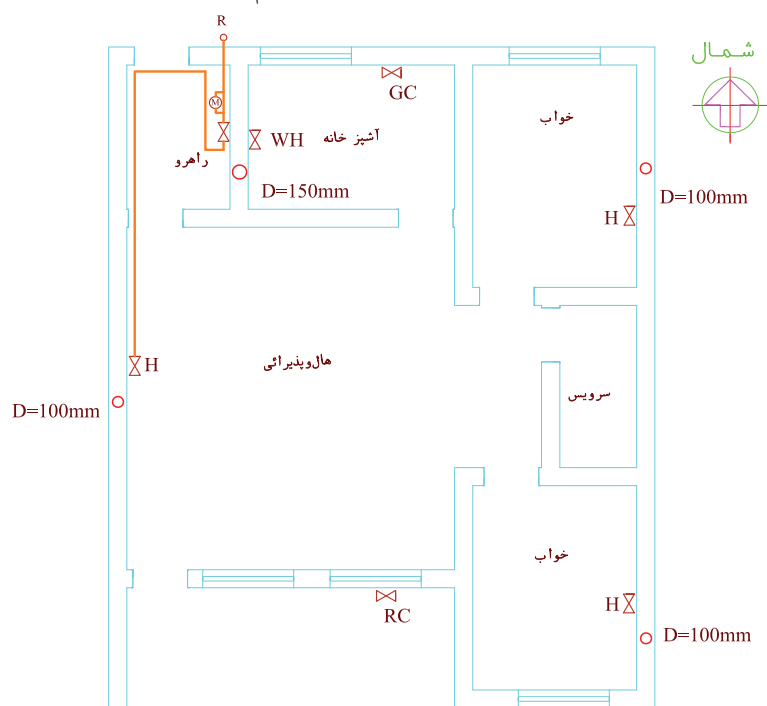 R
شمال
GC
خواب
M
WH
آشپز خانه
راهرو
D=150mm
D=100mm
H
H
هال‌وپذیرائی
سرویس
D=100mm
خواب
H
RC
D=100mm